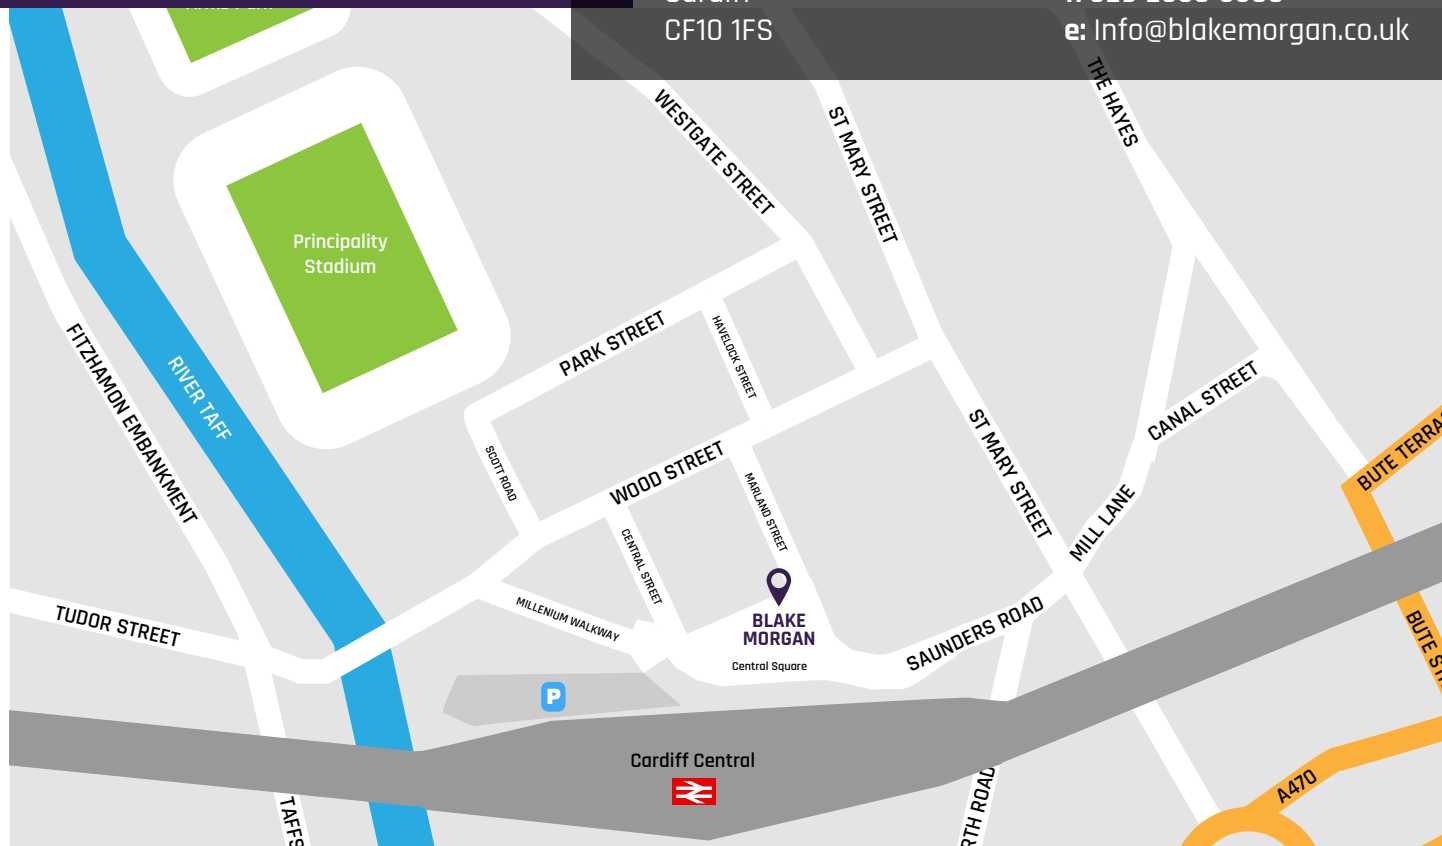 CF10 1FS
e: Info@blakemorgan.co.uk
THE HAYES
WESTGATE STREET
ST MARY STREET
Principality
Stadium
PARK STREET
HAVELOCK STREET
FITZHAMON EMBANKMENT
RIVER TAFF
CANAL STREET
ST MARY STREET
BUTE
WOOD STREET
SCOTT ROAD
MARLAND STREET
MILL LANE
CENTRAL STREET
MILLENIUM WALKWAY
TUDOR STREET
BLAKE
MORGAN
Central Square
SAUNDERS ROAD
BUTE
P
Cardiff Central
A470
ROAD